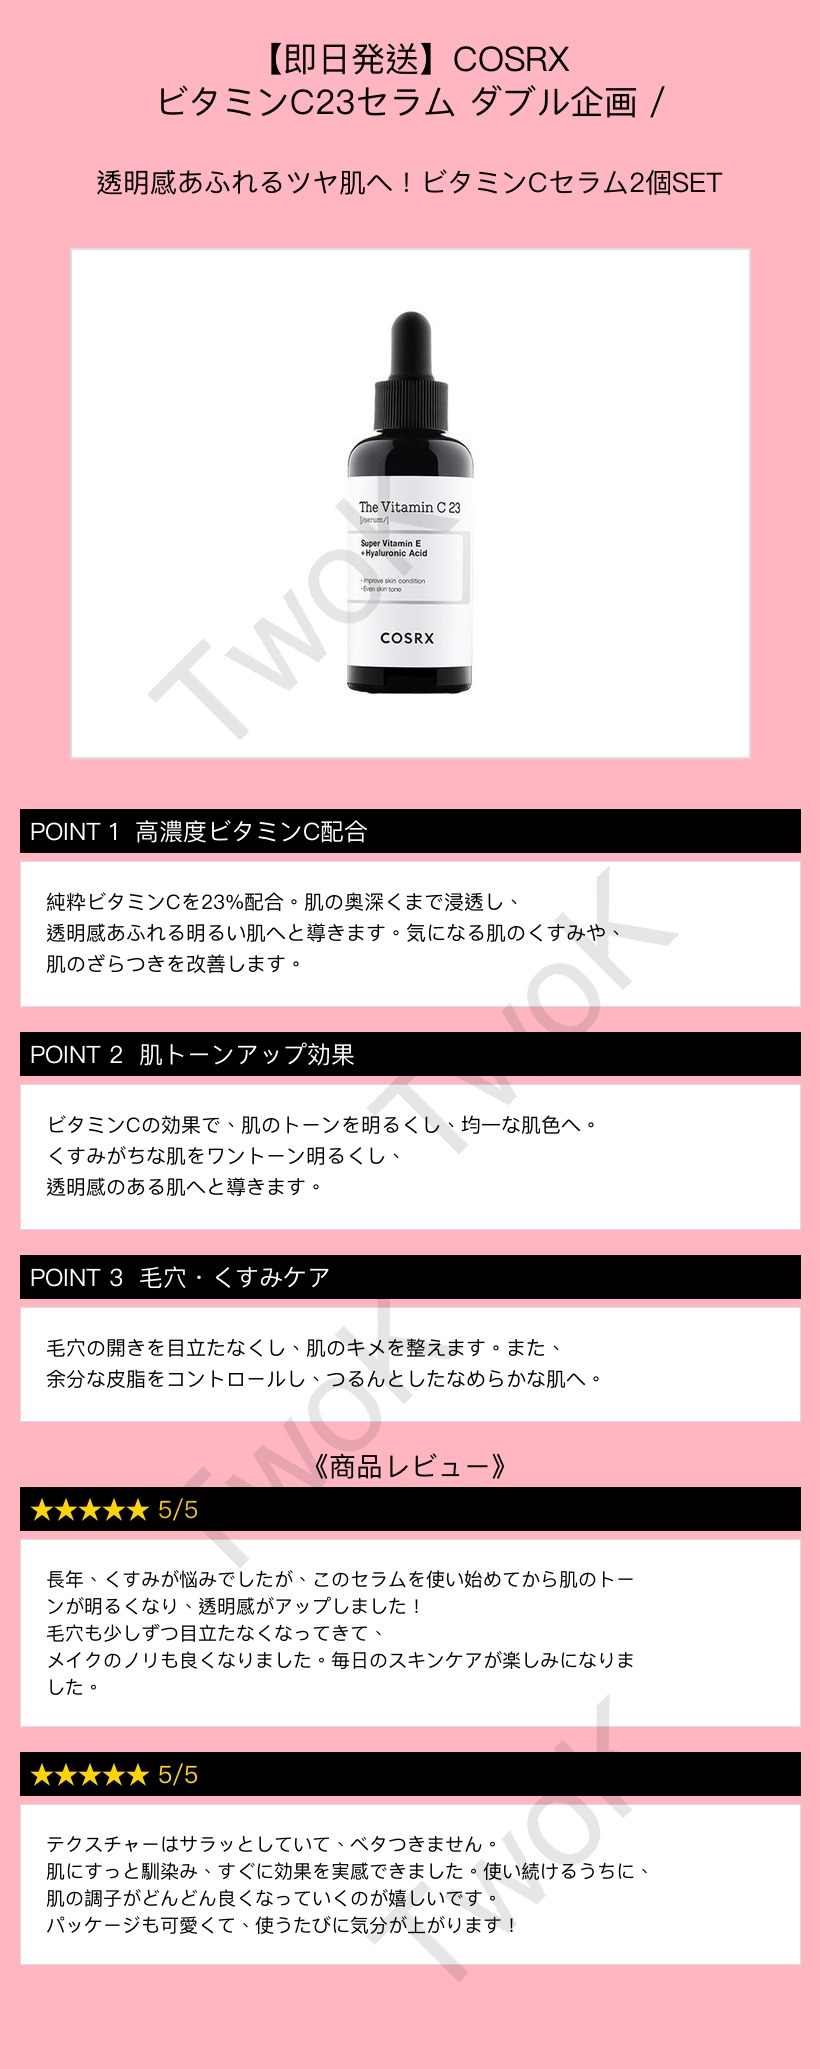 【即日発送】COSRX
ビタミンC23セラム ダブル企画 /
透明感あふれるツヤ肌へ！ビタミンCセラム2個SET
The Vitamin C 23
[/serum/]
Super Vitamin E
+Hyaluronic Acid
• Improve skin condition
• Even skin tone
COSRX
TwoK
POINT 1 高濃度ビタミンC配合
純粋ビタミンCを23%配合。肌の奥深くまで浸透し、
透明感あふれる明るい肌へと導きます。気になる肌のくすみや、
肌のざらつきを改善します。
TwoK
POINT 2 肌トーンアップ効果
ビタミンCの効果で、肌のトーンを明るくし、均一な肌色へ。
くすみがちな肌をワントーン明るくし、
透明感のある肌へと導きます。
POINT 3 毛穴・くすみケア
毛穴の開きを目立たなくし、肌のキメを整えます。また、
余分な皮脂をコントロールし、つるんとしたなめらかな肌へ。
TwoK
《商品レビュー》
★★★★★ 5/5
長年、くすみが悩みでしたが、このセラムを使い始めてから肌のトー
ンが明るくなり、透明感がアップしました！
毛穴も少しずつ目立たなくなってきて、
メイクのノリも良くなりました。毎日のスキンケアが楽しみになりま
した。
★★★★★ 5/5
テクスチャーはサラッとしていて、ベタつきません。
肌にすっと馴染み、すぐに効果を実感できました。使い続けるうちに、
肌の調子がどんどん良くなっていくのが嬉しいです。
パッケージも可愛くて、使うたびに気分が上がります！
TwoK